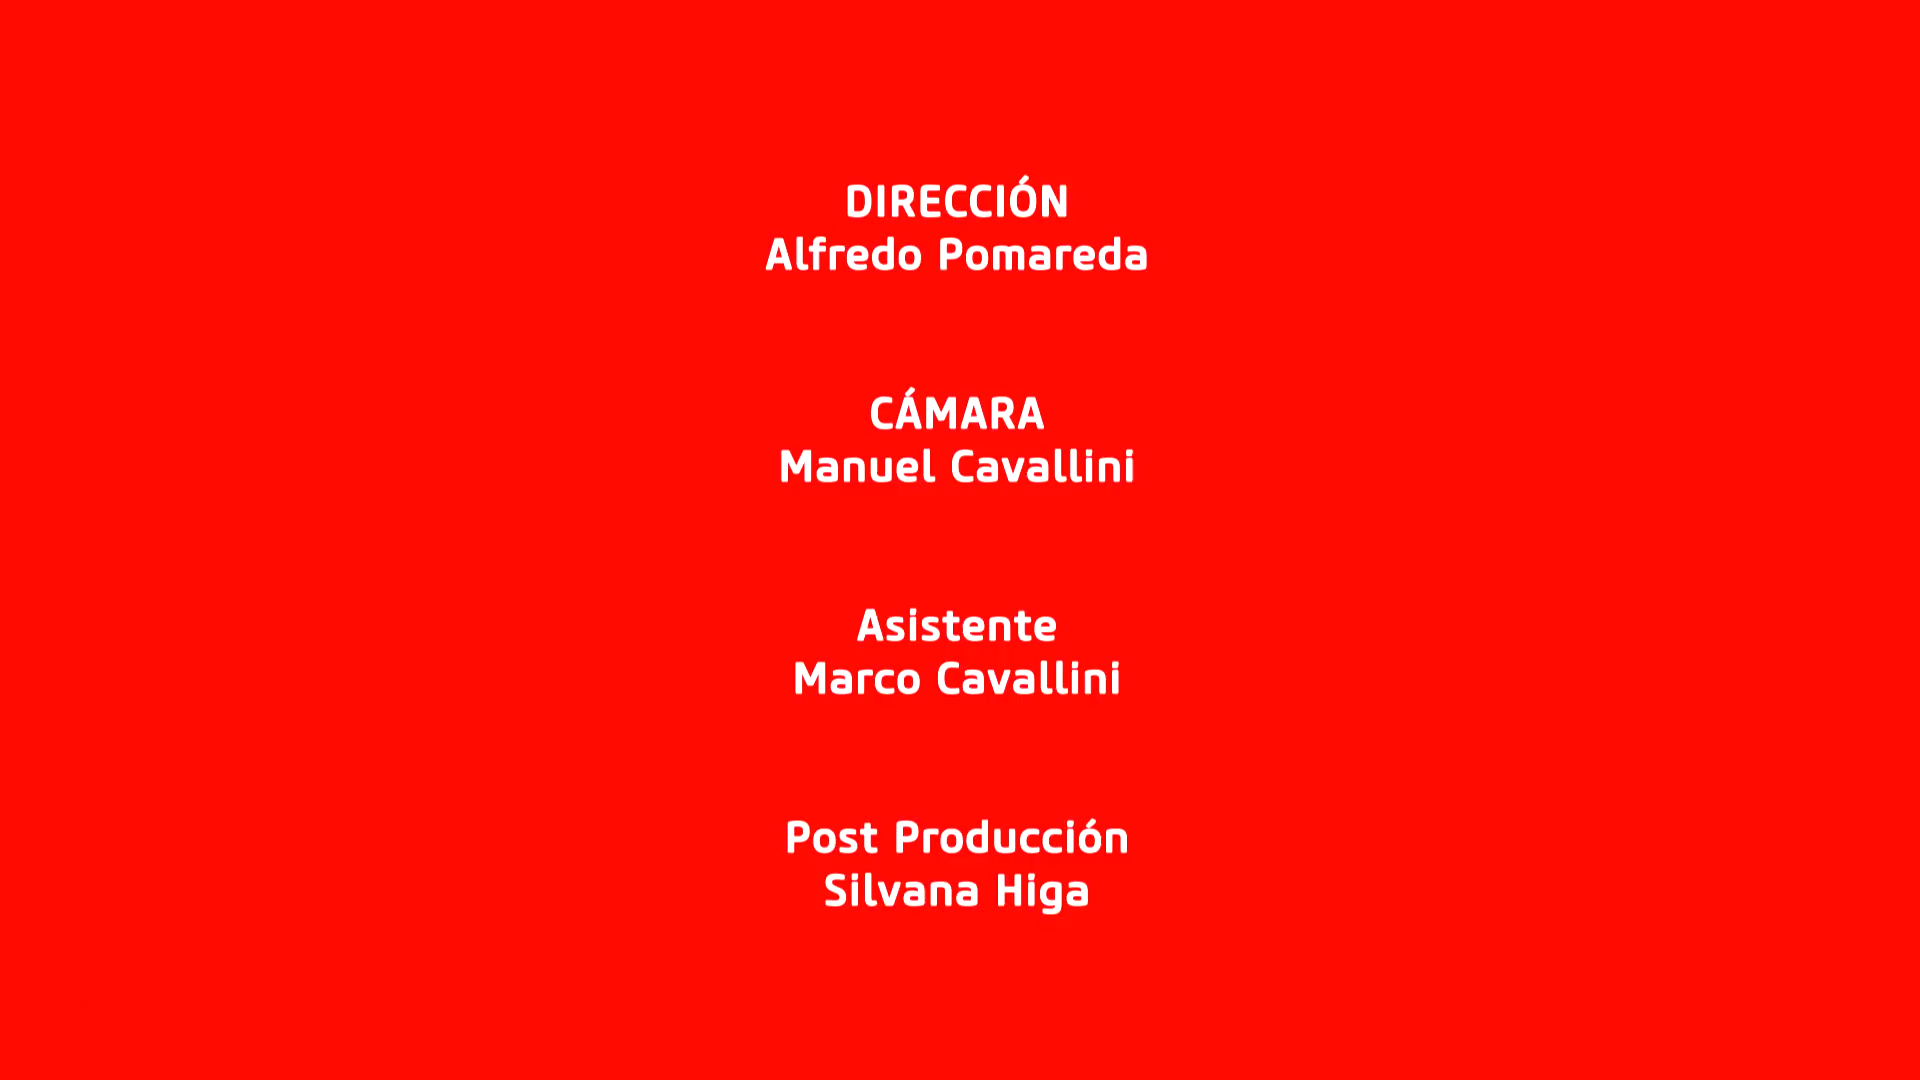 DIRECCIÓN
Alfredo Pomareda
CÁMARA
Manuel Cavallini
Asistente
Marco Cavallini
Post Producción
Silvana Higa